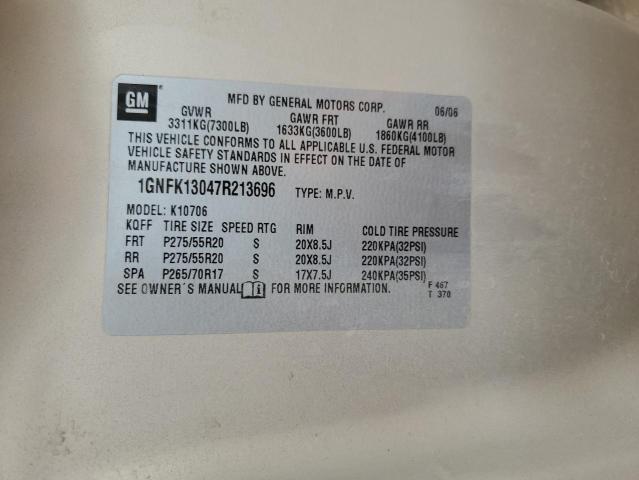 GM
MFD BY GENERAL MOTORS CORP. 06/06
GVWR GAWR FRT GAWR RR
3311KG(7300LB) 1633KG(3600LB) 1860KG(4100LB)
THIS VEHICLE CONFORMS TO ALL APPLICABLE U.S. FEDERAL MOTOR
VEHICLE SAFETY STANDARDS IN EFFECT ON THE DATE OF
MANUFACTURE SHOWN ABOVE.
1GNFK13047R213696 TYPE: M.P.V.
MODEL: K10706
KQFF TIRE SIZE SPEED RTG RIM COLD TIRE PRESSURE
FRT P275/55R20 S 20X8.5J 220KPA(32PSI)
RR P275/55R20 S 20X8.5J 220KPA(32PSI)
SPA P265/70R17 S 17X7.5J 240KPA(35PSI)
SEE OWNER'S MANUAL FOR MORE INFORMATION.
F 467
T 370